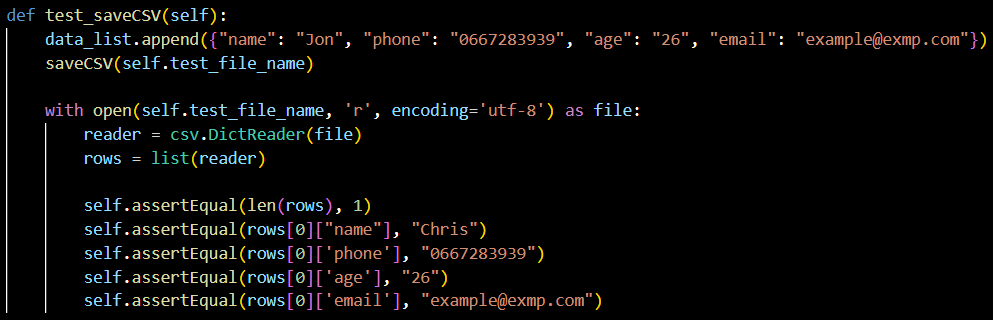 def test_saveCSV(self):
    data_list.append({"name": "Jon", "phone": "0667283939", "age": "26", "email": "example@exmp.com"})
    saveCSV(self.test_file_name)

    with open(self.test_file_name, 'r', encoding='utf-8') as file:
        reader = csv.DictReader(file)
        rows = list(reader)

        self.assertEqual(len(rows), 1)
        self.assertEqual(rows[0]["name"], "Chris")
        self.assertEqual(rows[0]['phone'], "0667283939")
        self.assertEqual(rows[0]['age'], "26")
        self.assertEqual(rows[0]['email'], "example@exmp.com")